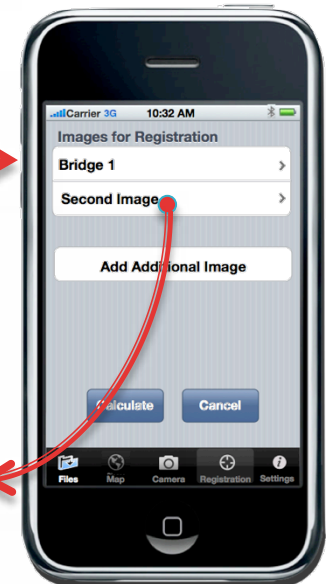 Carrier 3G 10:32 AM
Images for Registration
Bridge 1
Second Image
Add Additional Image
Calculate Cancel
Files Map Camera Registration Settings